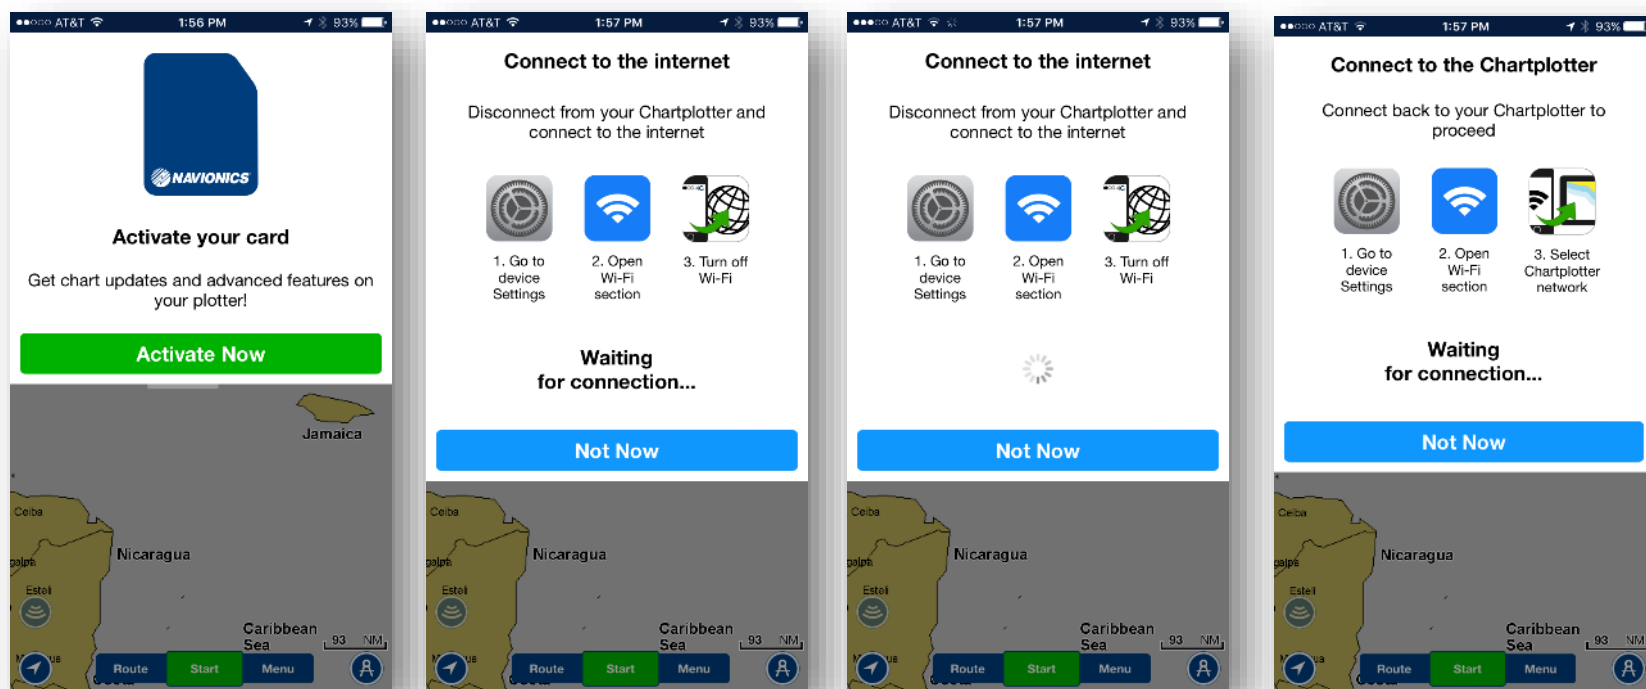 AT&T 1:56 PM 93%
NAVIONICS
Activate your card
Get chart updates and advanced features on
your plotter!
Activate Now
Jamaica
Ceiba
Nicaragua
galpa
Esteli
Caribbean
Sea
93 NM
Route Start Menu
AT&T 1:57 PM 93%
Connect to the internet
Disconnect from your Chartplotter and
connect to the internet
1. Go to
device
Settings
2. Open
Wi-Fi
section
3. Turn off
Wi-Fi
Waiting
for connection...
Not Now
Ceiba
Nicaragua
galpa
Esteli
Caribbean
Sea
93 NM
Route Start Menu
AT&T 1:57 PM 93%
Connect to the internet
Disconnect from your Chartplotter and
connect to the internet
1. Go to
device
Settings
2. Open
Wi-Fi
section
3. Turn off
Wi-Fi
Not Now
Ceiba
Nicaragua
galpa
Esteli
Caribbean
Sea
93 NM
Route Start Menu
AT&T 1:57 PM 93%
Connect to the Chartplotter
Connect back to your Chartplotter to
proceed
1. Go to
device
Settings
2. Open
Wi-Fi
section
3. Select
Chartplotter
network
Waiting
for connection...
Not Now
Ceiba
Nicaragua
galpa
Esteli
Caribbean
Sea
93 NM
Route Start Menu